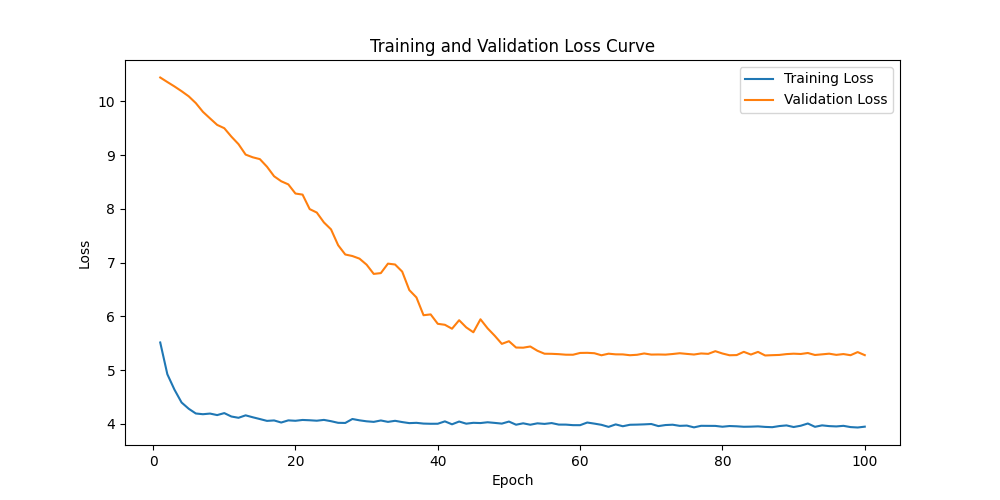 Training and Validation Loss Curve
Training Loss
Validation Loss
10
9
8
7
6
5
4
Loss
0 20 40 60 80 100
Epoch